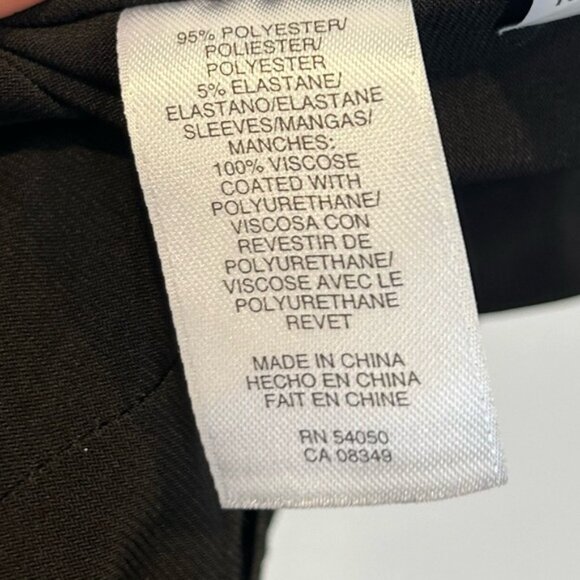 95% POLYESTER/
POLIESTER/
POLYESTER
5% ELASTANE/
ELASTANO/ELASTANE
SLEEVES/MANGAS/
MANCHES:
100% VISCOSE
COATED WITH
POLYURETHANE/
VISCOSA CON
REVESTIR DE
POLYURETHANE/
VISCOSE AVEC LE
POLYURETHANE
REVET
MADE IN CHINA
HECHO EN CHINA
FAIT EN CHINE
RN 54050
CA 08349